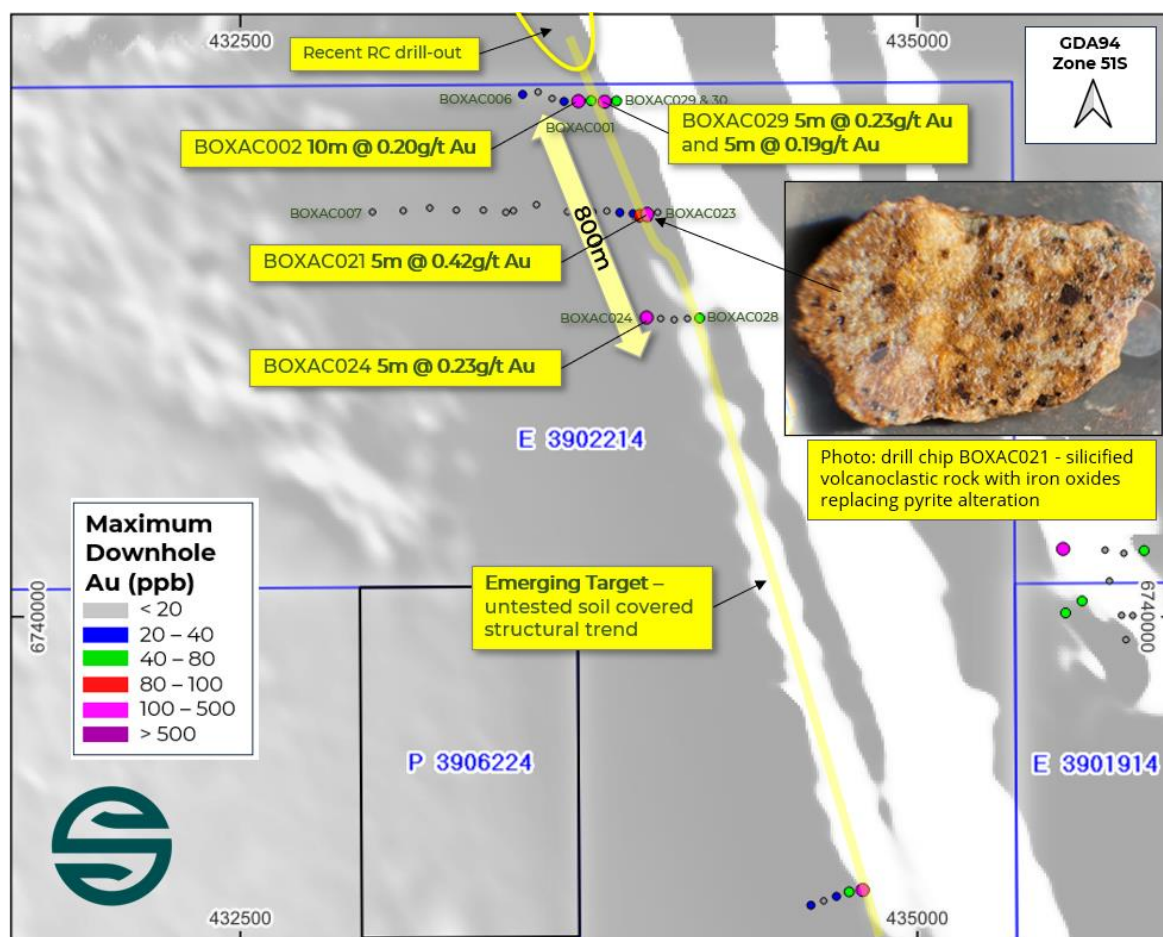 432500
435000
Recent RC drill-out
GDA94
Zone 51S
BOXAC006
BOXAC029 & 30
BOXAC001
BOXAC002 10m @ 0.20g/t Au
BOXAC029 5m @ 0.23g/t Au
and 5m @ 0.19g/t Au
BOXAC007
BOXAC023
800m
BOXAC021 5m @ 0.42g/t Au
BOXAC024
BOXAC028
BOXAC024 5m @ 0.23g/t Au
E 3902214
Photo: drill chip BOXAC021 - silicified
volcanoclastic rock with iron oxides
replacing pyrite alteration
Maximum
Downhole
Au (ppb)
< 20
20 – 40
40 – 80
80 – 100
100 – 500
> 500
Emerging Target –
untested soil covered
structural trend
6740000
6740000
P 3906224
E 3901914
432500
435000